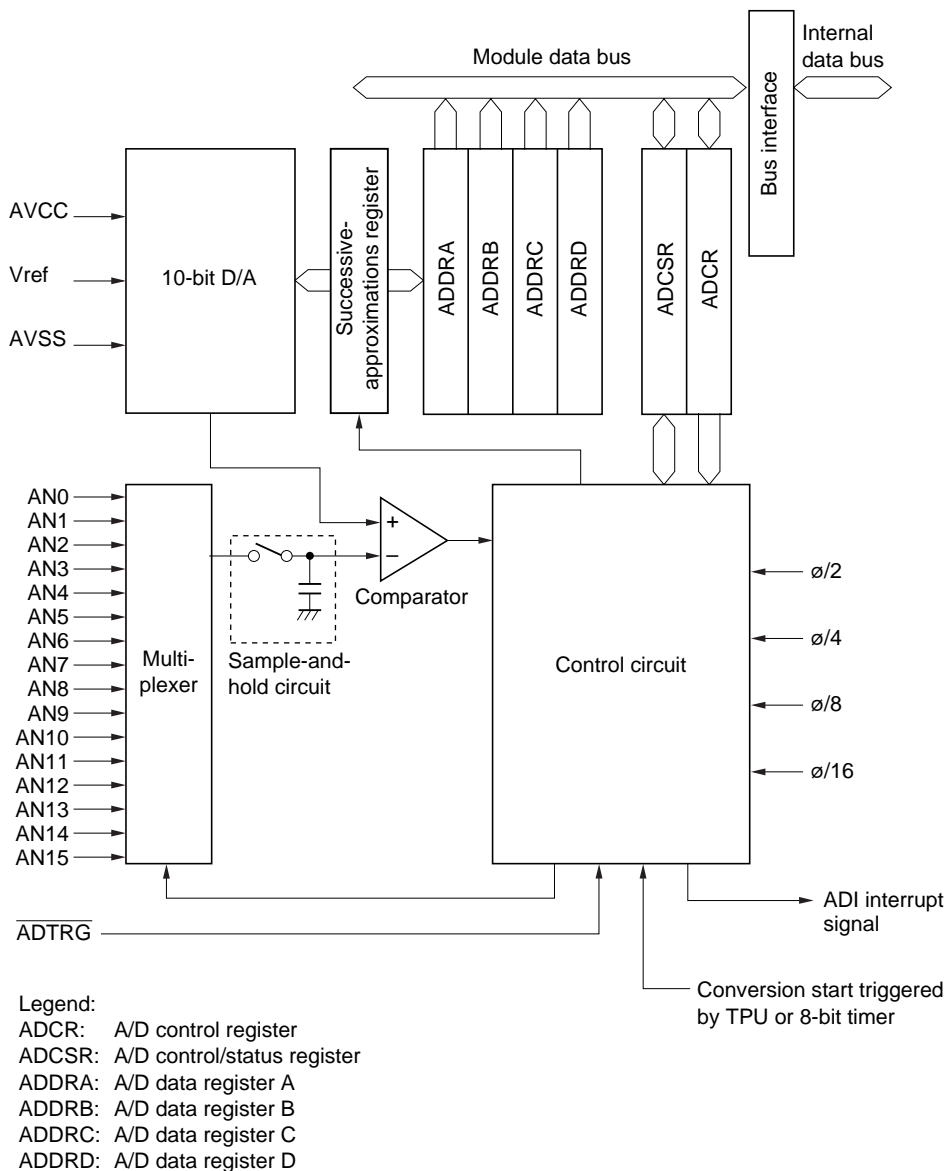 Module data bus
Internal
data bus
Bus interface
AVCC
Vref
AVSS
10-bit D/A
Successive-
approximations register
ADDRA
ADDRB
ADDRC
ADDRD
ADCSR
ADCR
AN0
AN1
AN2
AN3
AN4
AN5
AN6
AN7
AN8
AN9
AN10
AN11
AN12
AN13
AN14
AN15
Multi-
plexer
+
−
Comparator
Sample-and-
hold circuit
Control circuit
ø/2
ø/4
ø/8
ø/16
ADI interrupt
signal
ADTRG
Conversion start triggered
by TPU or 8-bit timer
Legend:
ADCR: A/D control register
ADCSR: A/D control/status register
ADDRA: A/D data register A
ADDRB: A/D data register B
ADDRC: A/D data register C
ADDRD: A/D data register D